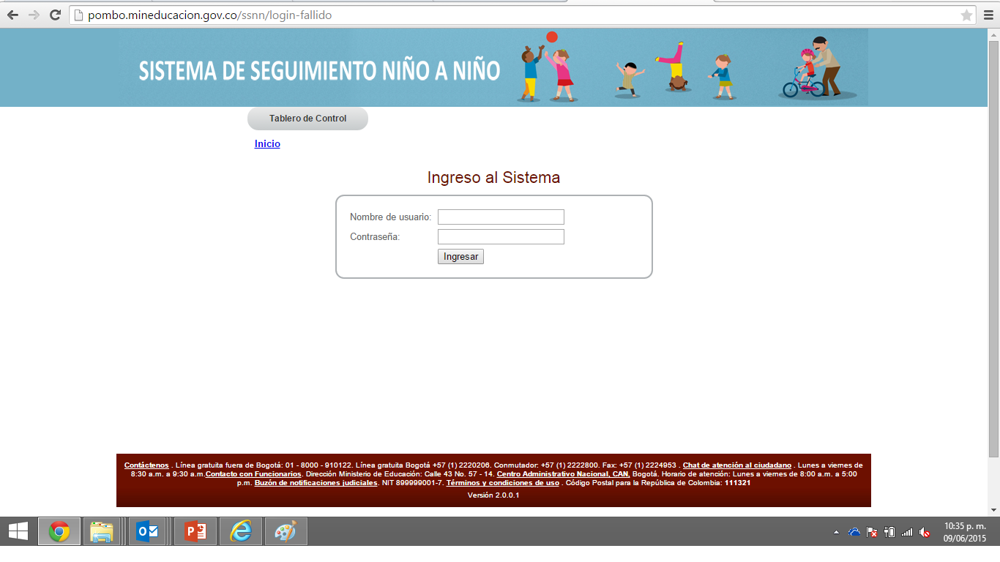 pombo.mineducacion.gov.co/ssnn/login-fallido
SISTEMA DE SEGUIMIENTO NIÑO A NIÑO
Tablero de Control
Inicio
Ingreso al Sistema
Nombre de usuario:
Contraseña:
Ingresar
Contáctenos . Línea gratuita fuera de Bogotá: 01 - 8000 - 910122. Línea gratuita Bogotá +57 (1) 2220206. Conmutador: +57 (1) 2222800. Fax: +57 (1) 2224953 . Chat de atención al ciudadano . Lunes a viernes de
8:30 a.m. a 9:30 a.m.Contacto con Funcionarios. Dirección Ministerio de Educación: Calle 43 No. 57 - 14. Centro Administrativo Nacional, CAN, Bogotá. Horario de atención: Lunes a viernes de 8:00 a.m. a 5:00
p.m. Buzón de notificaciones judiciales. NIT 899999001-7. Términos y condiciones de uso . Código Postal para la República de Colombia: 111321
Versión 2.0.0.1
10:35 p. m.
09/06/2015